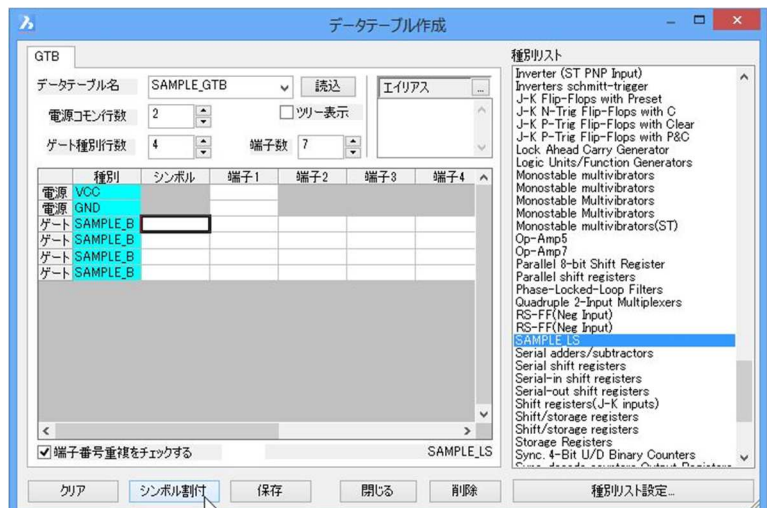 データテーブル作成
GTB
データテーブル名 SAMPLE_GTB 読込 エイリアス ...
電源コモン行数 2 ツリー表示
ゲート種別行数 4 端子数 7
種別 シンボル 端子1 端子2 端子3 端子4
電源 VCC
電源 GND
ゲート SAMPLE_B
ゲート SAMPLE_B
ゲート SAMPLE_B
ゲート SAMPLE_B
端子番号重複をチェックする SAMPLE_LS
クリア シンボル割付 保存 閉じる 削除
種別リスト
Inverter (ST PNP Input)
Inverters schmitt-trigger
J-K Flip-Flops with Preset
J-K N-Trig Flip-Flops with C
J-K P-Trig Flip-Flops with Clear
J-K P-Trig Flip-Flops with P&C
Lock Ahead Carry Generator
Logic Units/Function Generators
Monostable multivibrators
Monostable multivibrators
Monostable Multivibrators
Monostable Multivibrators
Monostable multivibrators(ST)
Op-Amp5
Op-Amp7
Parallel 8-bit Shift Register
Parallel shift registers
Phase-Locked-Loop Filters
Quadruple 2-Input Multiplexers
RS-FF(Neg Input)
RS-FF(Neg Input)
SAMPLE_LS
Serial adders/subtractors
Serial shift registers
Serial-in shift registers
Serial-out shift registers
Shift registers(J-K inputs)
Shift/storage registers
Shift/storage registers
Storage Registers
Sync. 4-Bit U/D Binary Counters
種別リスト設定...